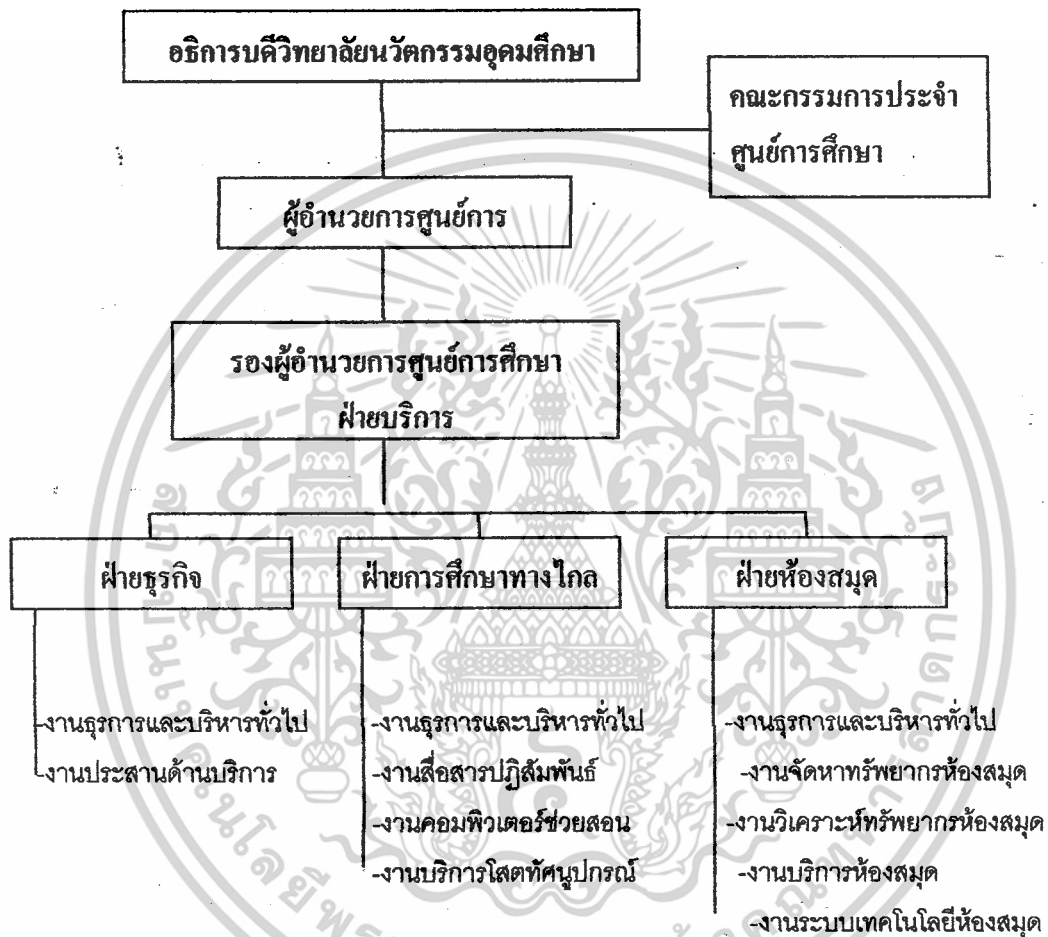 อธิการบดีวิทยาลัยนวัตกรรมอุดมศึกษา
คณะกรรมการประจำ
ศูนย์การศึกษา
ผู้อำนวยการศูนย์การ
รองผู้อำนวยการศูนย์การศึกษา
ฝ่ายบริการ
ฝ่ายธุรกิจ
-งานธุรการและบริหารทั่วไป
-งานประสานด้านบริการ
ฝ่ายการศึกษาทางไกล
-งานธุรการและบริหารทั่วไป
-งานสื่อสารปฏิสัมพันธ์
-งานคอมพิวเตอร์ช่วยสอน
-งานบริการโสตทัศนูปกรณ์
ฝ่ายห้องสมุด
-งานธุรการและบริหารทั่วไป
-งานจัดหาทรัพยากรห้องสมุด
-งานวิเคราะห์ทรัพยากรห้องสมุด
-งานบริการห้องสมุด
-งานระบบเทคโนโลยีห้องสมุด